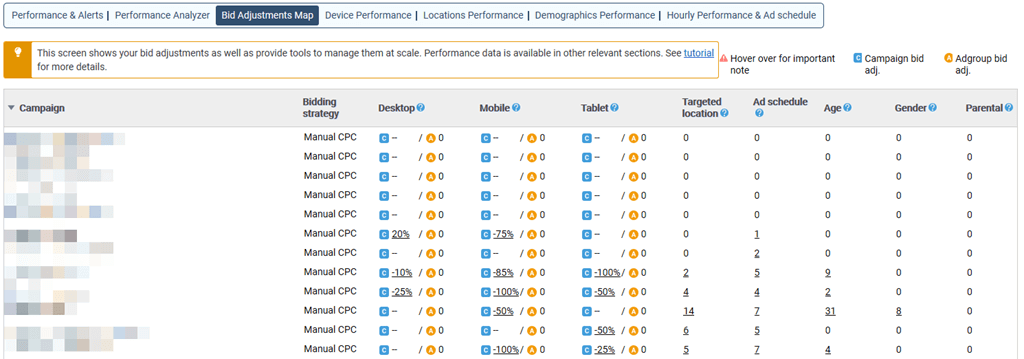 Performance & Alerts | Performance Analyzer Bid Adjustments Map Device Performance | Locations Performance | Demographics Performance | Hourly Performance & Ad schedule
This screen shows your bid adjustments as well as provide tools to manage them at scale. Performance data is available in other relevant sections. See tutorial
for more details.
Hover over for important
note
C Campaign bid
adj.
A Adgroup bid
adj.
Campaign Bidding
strategy Desktop ? Mobile ? Tablet ? Targeted
location ? Ad schedule
? Age ? Gender ? Parental ?
Manual CPC C -- / A 0 C -- / A 0 C -- / A 0 0 0 0 0 0
Manual CPC C -- / A 0 C -- / A 0 C -- / A 0 0 0 0 0 0
Manual CPC C -- / A 0 C -- / A 0 C -- / A 0 0 0 0 0 0
Manual CPC C -- / A 0 C -- / A 0 C -- / A 0 0 0 0 0 0
Manual CPC C -- / A 0 C -- / A 0 C -- / A 0 0 0 0 0 0
Manual CPC C 20% / A 0 C -75% / A 0 C -- / A 0 0 1 0 0 0
Manual CPC C -- / A 0 C -- / A 0 C -- / A 0 0 2 0 0 0
Manual CPC C -10% / A 0 C -85% / A 0 C -100% / A 0 2 5 9 0 0
Manual CPC C -25% / A 0 C -100% / A 0 C -50% / A 0 4 4 2 0 0
Manual CPC C -- / A 0 C -50% / A 0 C -- / A 0 14 7 31 8 0
Manual CPC C -- / A 0 C -- / A 0 C -50% / A 0 6 5 0 0 0
Manual CPC C -- / A 0 C -100% / A 0 C -25% / A 0 5 7 4 0 0